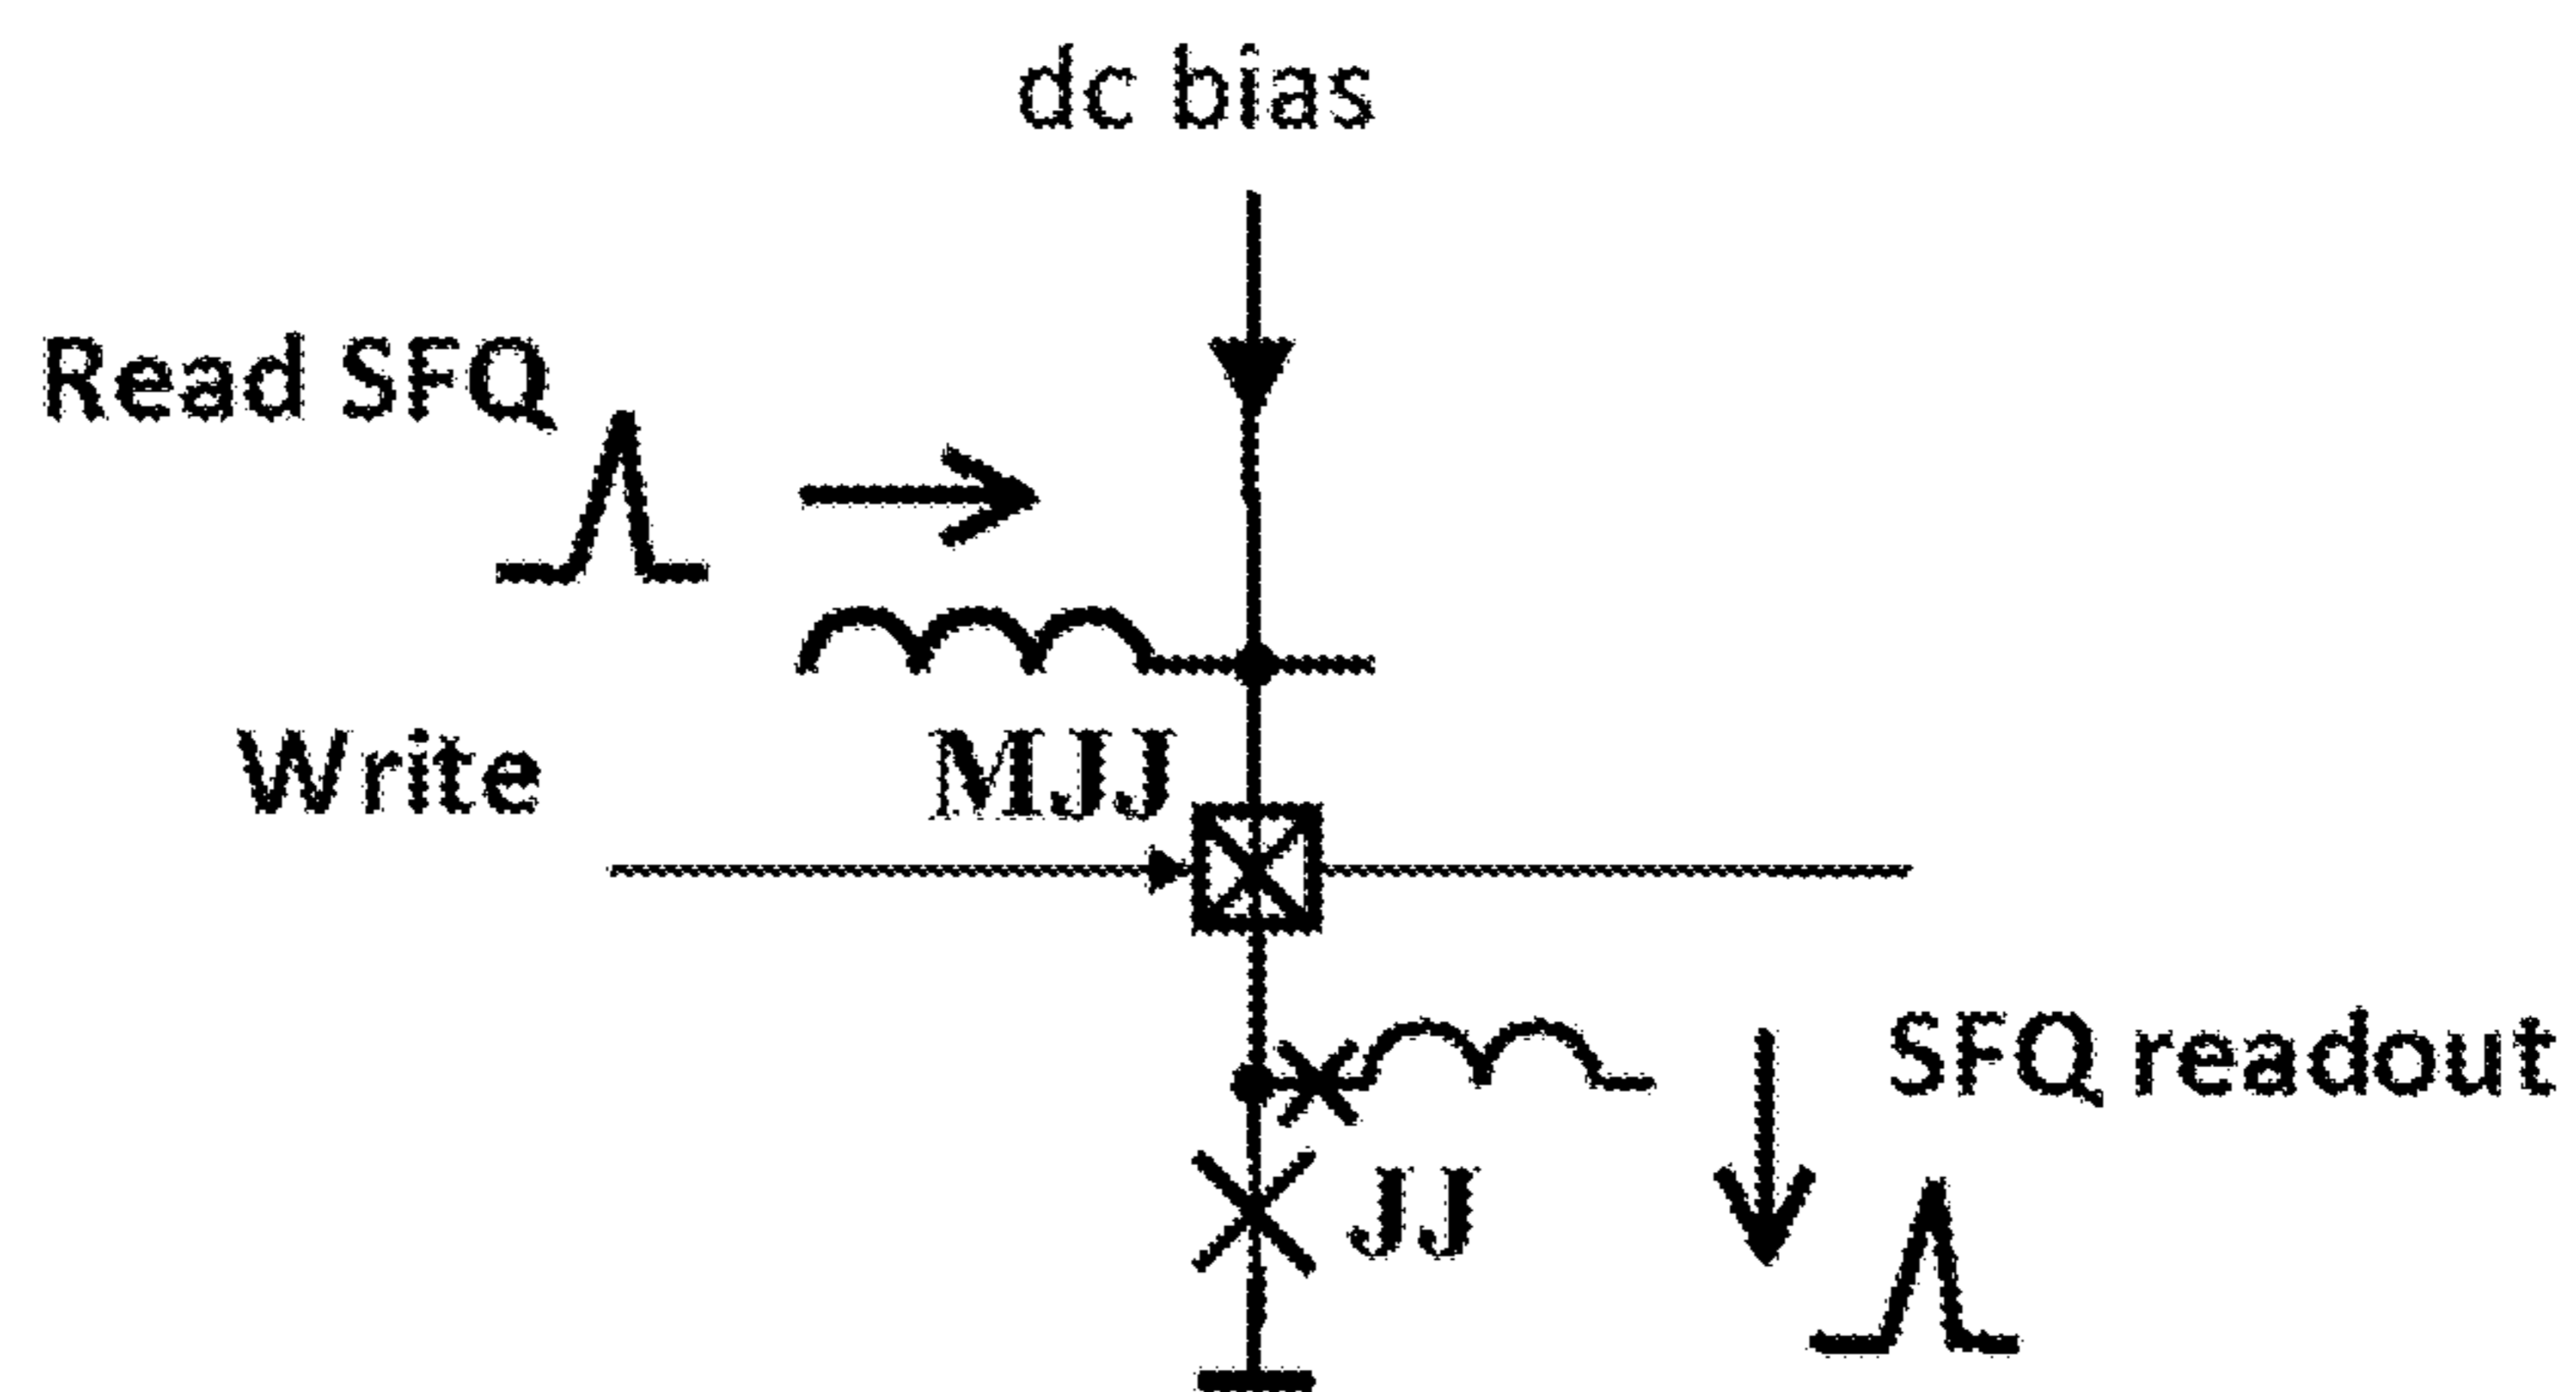 dc bias
Read SFQ
Write
MJJ
SFQ readout
JJ